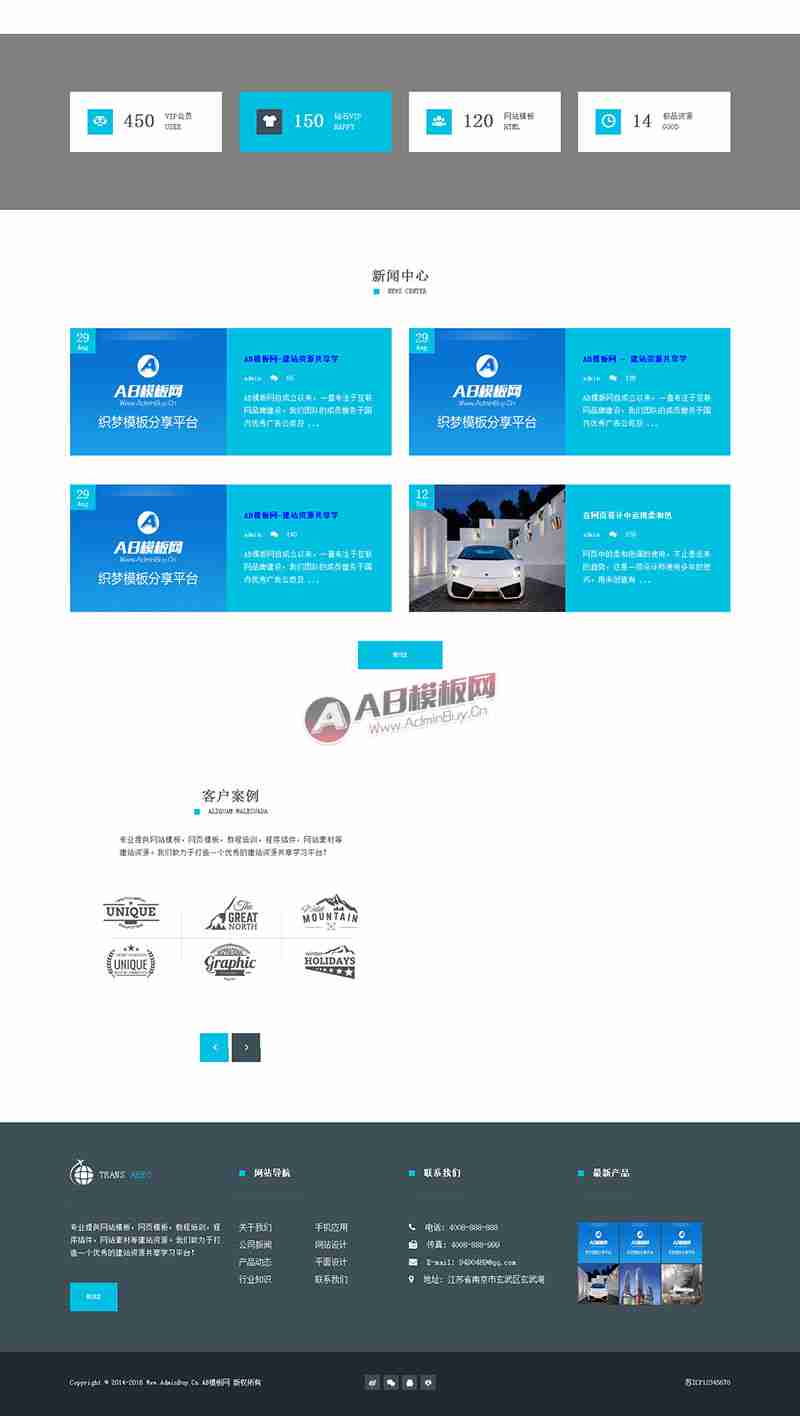 450
VIP会员
USER
150
钻石VIP
HAPPY
120
网站模板
HTML
14
极品资源
GOOD
新闻中心
NEWS CENTER
29
Aug
AB模板网
Www.AdminBuy.Cn
织梦模板分享平台
AB模板网-建站资源共享学
admin
AB模板网自成立以来，一直专注于互联
网品牌建设，我们团队的成员曾务于国
内优秀广告公司及 ...
29
Aug
AB模板网
Www.AdminBuy.Cn
织梦模板分享平台
AB模板网 - 建站资源共享学
admin
AB模板网自成立以来，一直专注于互联
网品牌建设，我们团队的成员曾务于国
内优秀广告公司及 ...
29
Aug
AB模板网
Www.AdminBuy.Cn
织梦模板分享平台
AB模板网-建站资源共享学
admin
AB模板网自成立以来，一直专注于互联
网品牌建设，我们团队的成员曾务于国
内优秀广告公司及 ...
12
在网页设计中运用柔和色
admin
网页中的柔和色调的使用，不止是近来
的趋势，这是一项设计师使用多年的技
术，用来创造有 ...
MORE
AB模板网
Www.AdminBuy.Cn
客户案例
ALIQUAM MALESUADA
专业提供网站模板，网页模板，教程培训，程序插件，网站素材等
建站资源，我们致力于打造一个优秀的建站资源共享学习平台！
UNIQUE
The
GREAT
NORTH
MOUNTAIN
UNIQUE
Graphic
HOLIDAYS
TRANS AERO
专业提供网站模板，网页模板，教程培训，程
序插件，网站素材等建站资源，我们致力于打
造一个优秀的建站资源共享学习平台！
MORE
网站导航
关于我们
手机应用
公司新闻
网站设计
产品动态
平面设计
行业知识
联系我们
联系我们
电话: 4008-888-888
传真: 4008-888-999
E-mail: 9490489@qq.com
地址: 江苏省南京市玄武区玄武湖
最新产品
Copyright © 2014-2018 Www.AdminBuy.Cn AB模板网 版权所有
苏ICP12345678